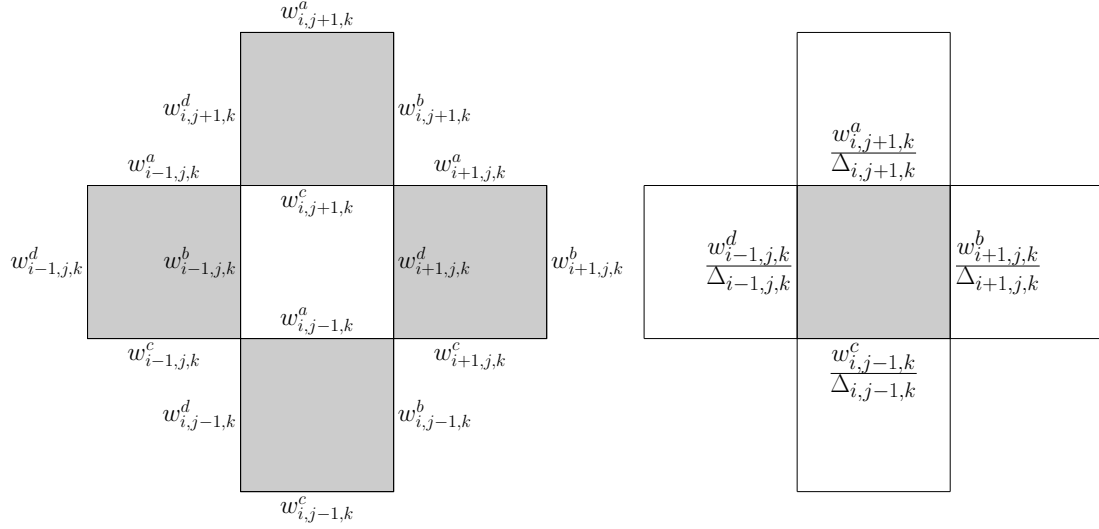 w^a_{i,j+1,k}
w^d_{i,j+1,k} w^b_{i,j+1,k}
w^a_{i-1,j,k} w^a_{i+1,j,k}
w^c_{i,j+1,k}
w^d_{i-1,j,k} w^b_{i-1,j,k} w^d_{i+1,j,k} w^b_{i+1,j,k}
w^a_{i,j-1,k}
w^c_{i-1,j,k} w^c_{i+1,j,k}
w^d_{i,j-1,k} w^b_{i,j-1,k}
w^c_{i,j-1,k}
w^a_{i,j+1,k}
Δ_{i,j+1,k}
w^d_{i-1,j,k} w^b_{i+1,j,k}
Δ_{i-1,j,k} Δ_{i+1,j,k}
w^c_{i,j-1,k}
Δ_{i,j-1,k}